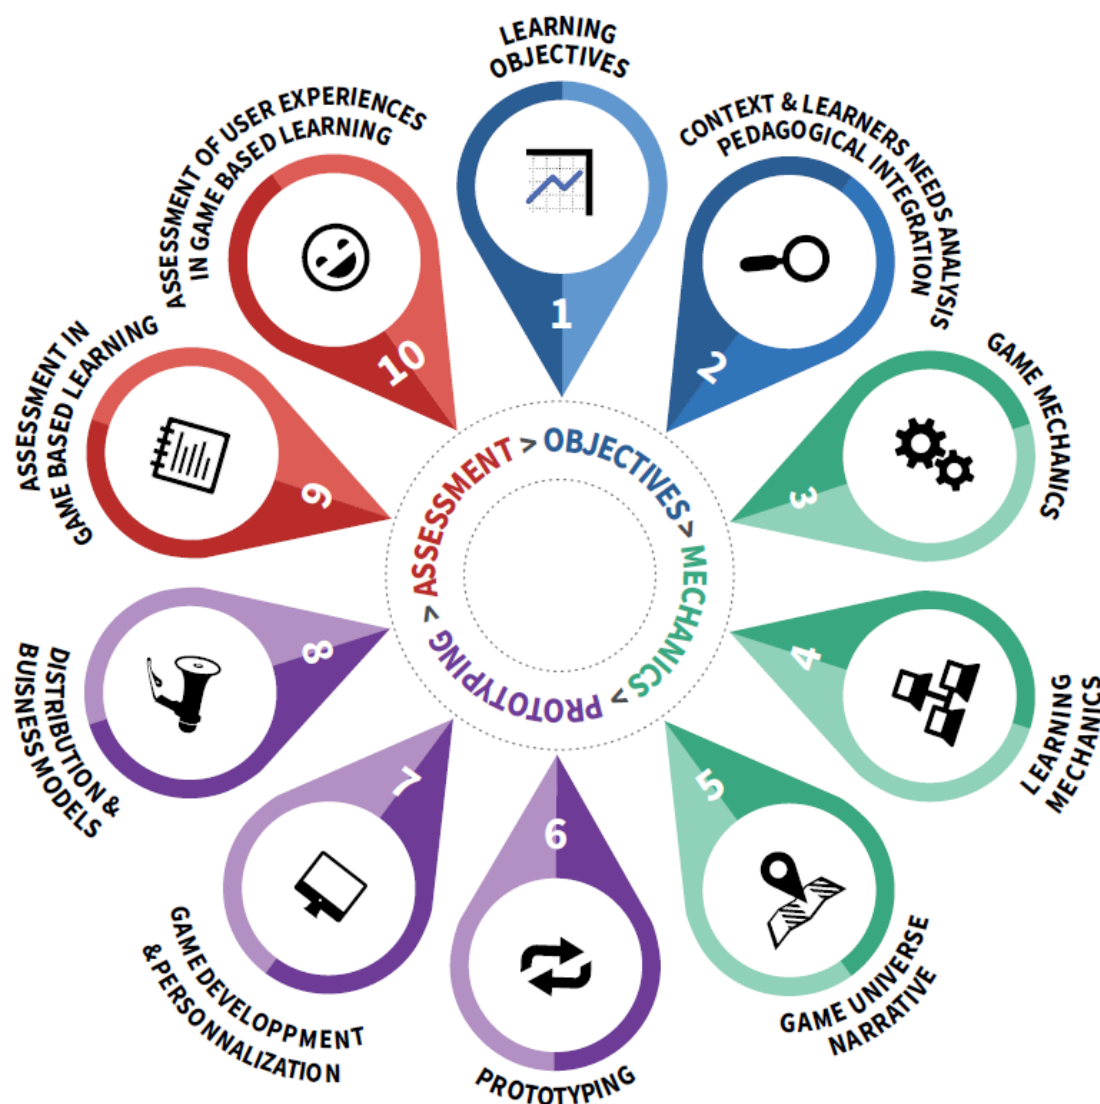 LEARNING
OBJECTIVES
1
CONTEXT & LEARNERS NEEDS ANALYSIS
PEDAGOGICAL INTEGRATION
2
GAME MECHANICS
3
LEARNING
MECHANICS
4
GAME UNIVERSE
NARRATIVE
5
PROTOTYPING
6
GAME DEVELOPPMENT
& PERSONNALIZATION
7
DISTRIBUTION &
BUISNESS MODELS
8
ASSESSMENT IN
GAME BASED LEARNING
9
ASSESSMENT OF USER EXPERIENCES
IN GAME BASED LEARNING
10
OBJECTIVES > MECHANICS > PROTOTYPING > ASSESSMENT >